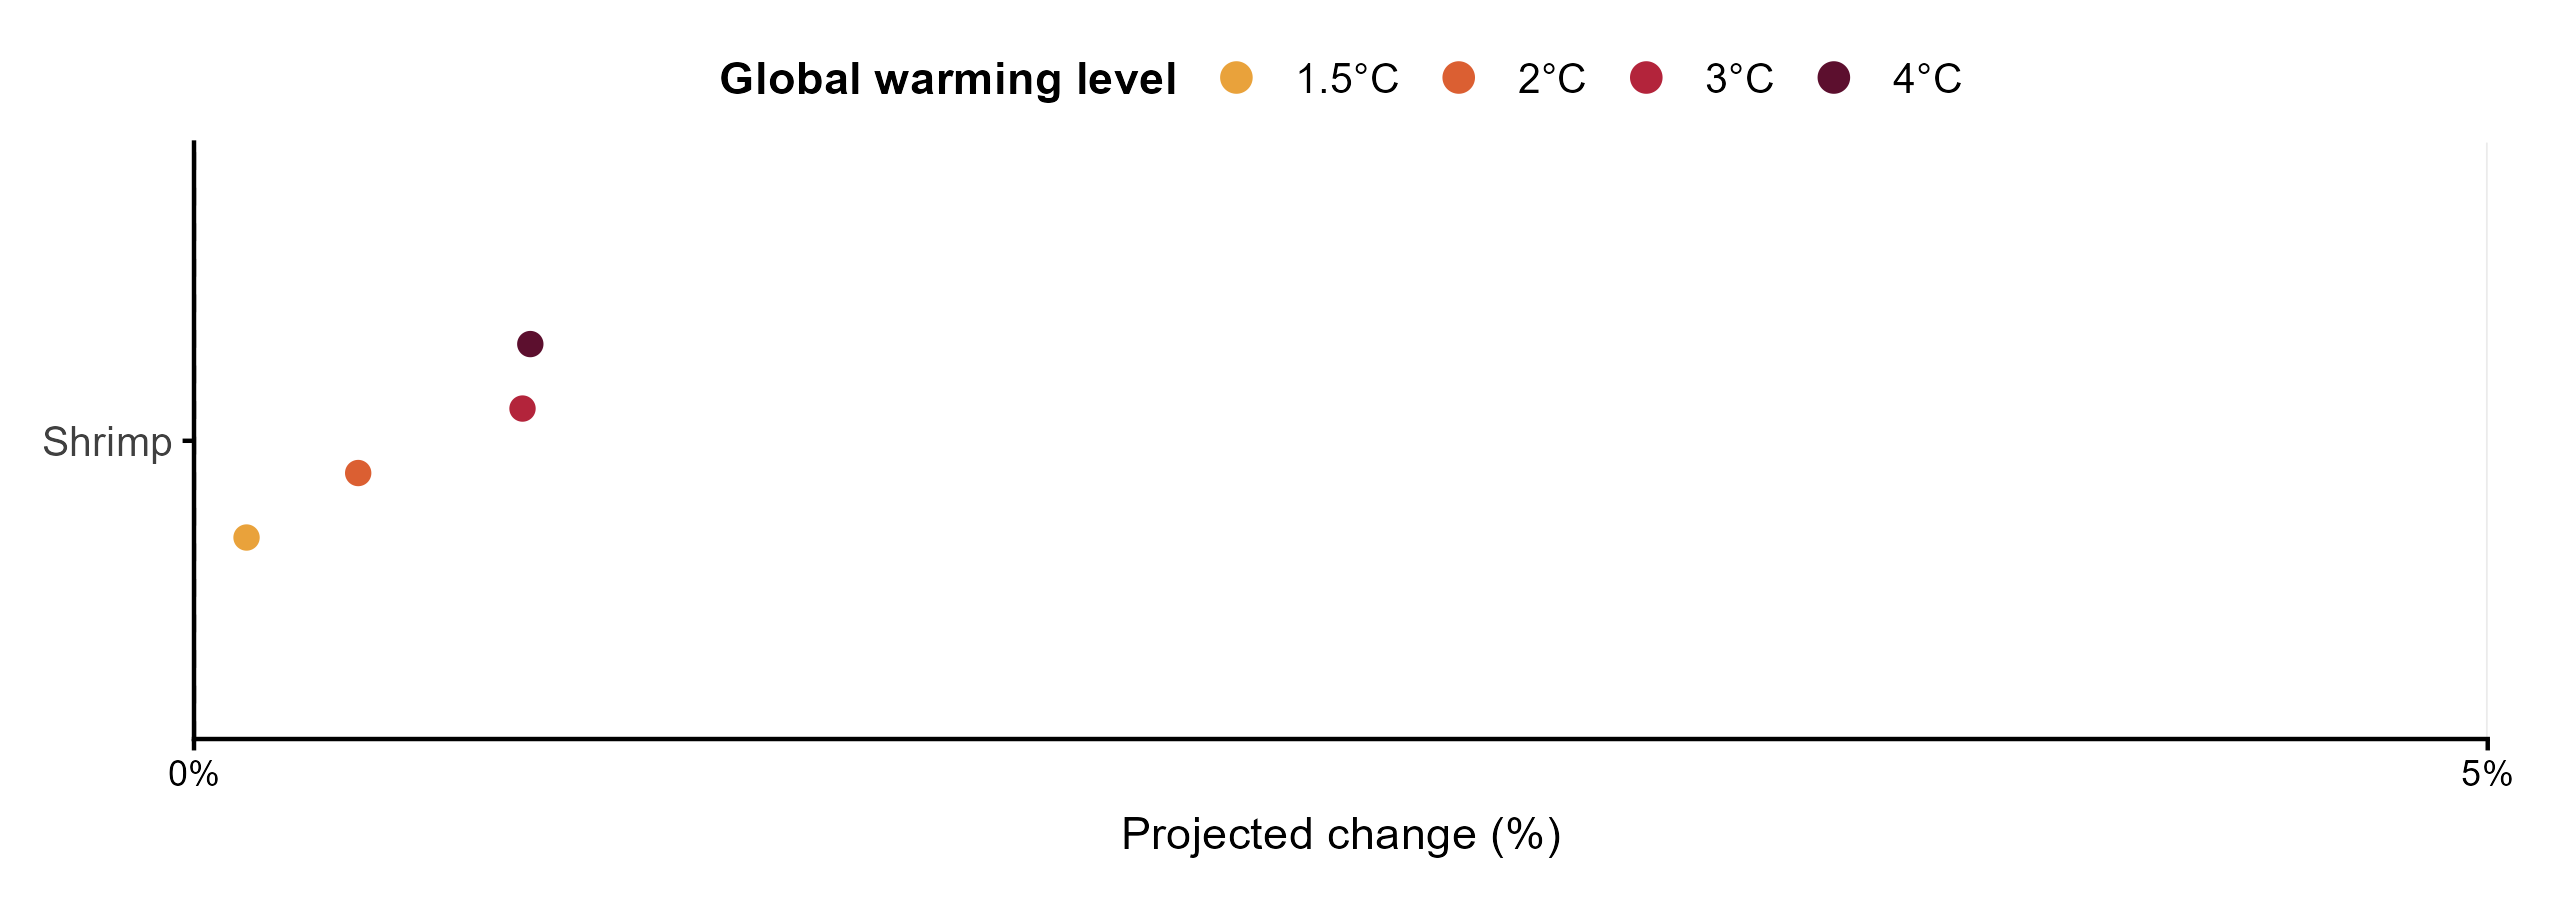 Global warming level 1.5°C 2°C 3°C 4°C
Shrimp
0% 5%
Projected change (%)